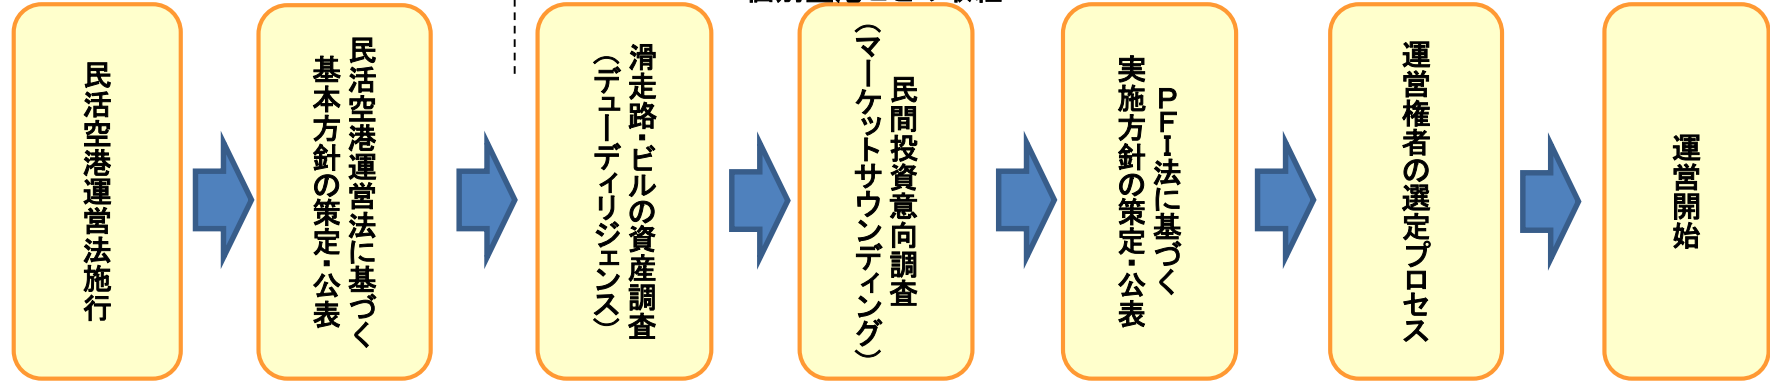 民活空港運営法施行
民活空港運営法に基づく
基本方針の策定・公表
滑走路・ビルの資産調査
（デューディリジェンス）
民間投資意向調査
（マーケットサウンディング）
ＰＦＩ法に基づく
実施方針の策定・公表
運営権者の選定プロセス
運営開始